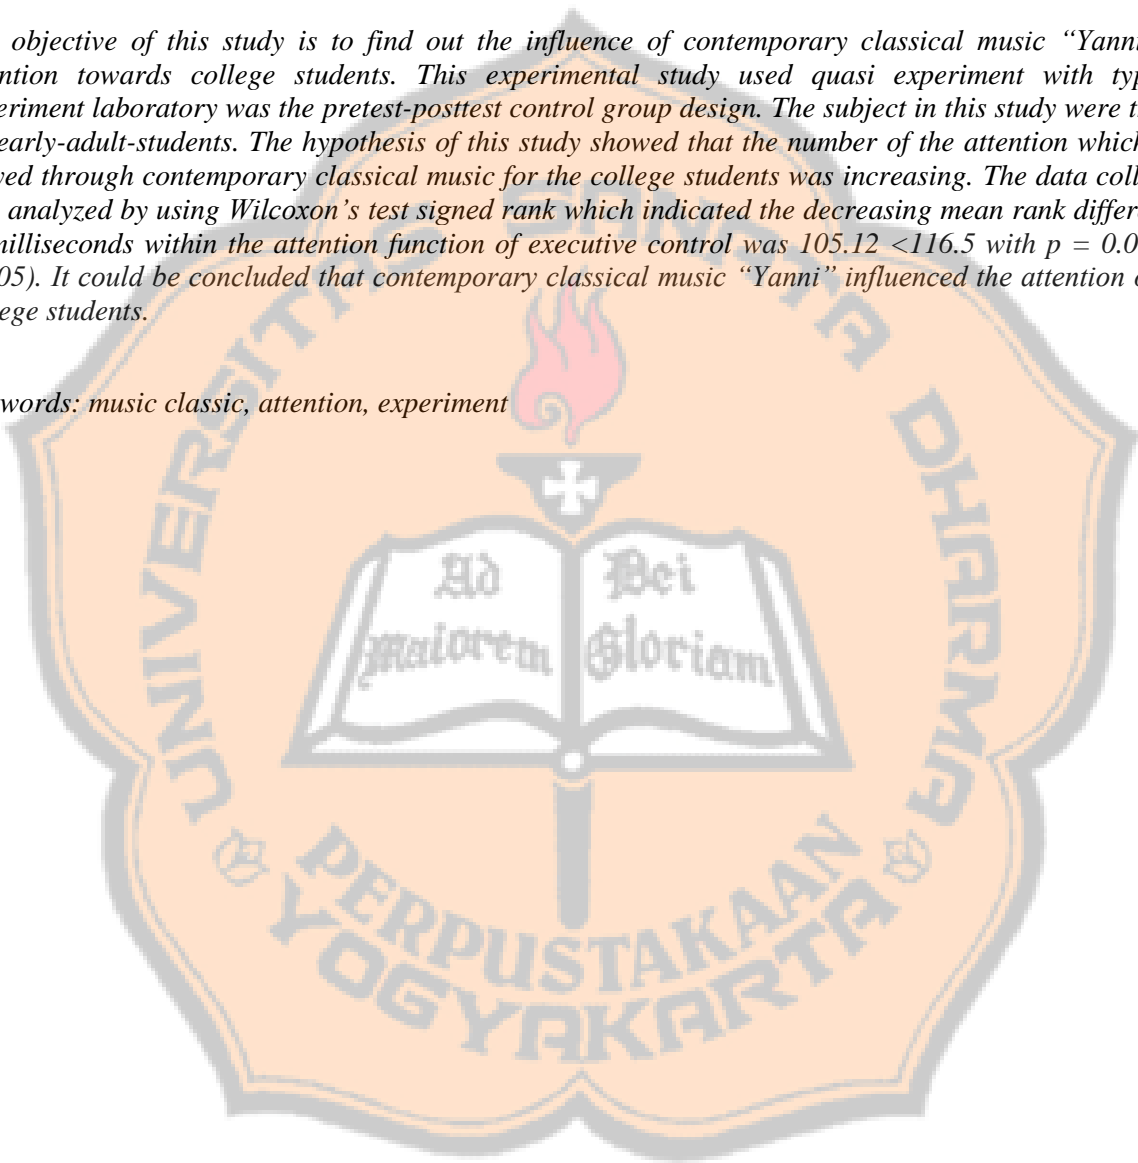 objective of this study is to find out the influence of contemporary classical music “Yanni
ntion towards college students. This experimental study used quasi experiment with typ
eriment laboratory was the pretest-posttest control group design. The subject in this study were
early-adult-students. The hypothesis of this study showed that the number of the attention which
yed through contemporary classical music for the college students was increasing. The data coll
analyzed by using Wilcoxon’s test signed rank which indicated the decreasing mean rank differe
milliseconds within the attention function of executive control was 105.12 <116.5 with p = 0.0
05). It could be concluded that contemporary classical music “Yanni” influenced the attention o
ege students.
words: music classic, attention, experiment
UNIVERSITAS SANATA DHARMA
Ad Dei
maiorem Gloriam
PERPUSTAKAAN
YOGYAKARTA